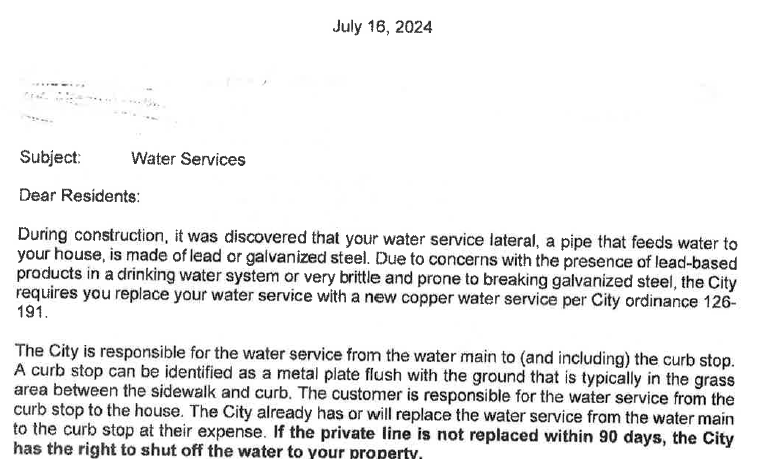 July 16, 2024
Subject: Water Services
Dear Residents:
During construction, it was discovered that your water service lateral, a pipe that feeds water to
your house, is made of lead or galvanized steel. Due to concerns with the presence of lead-based
products in a drinking water system or very brittle and prone to breaking galvanized steel, the City
requires you replace your water service with a new copper water service per City ordinance 126-
191.
The City is responsible for the water service from the water main to (and including) the curb stop.
A curb stop can be identified as a metal plate flush with the ground that is typically in the grass
area between the sidewalk and curb. The customer is responsible for the water service from the
curb stop to the house. The City already has or will replace the water service from the water main
to the curb stop at their expense. If the private line is not replaced within 90 days, the City
has the right to shut off the water to your property.